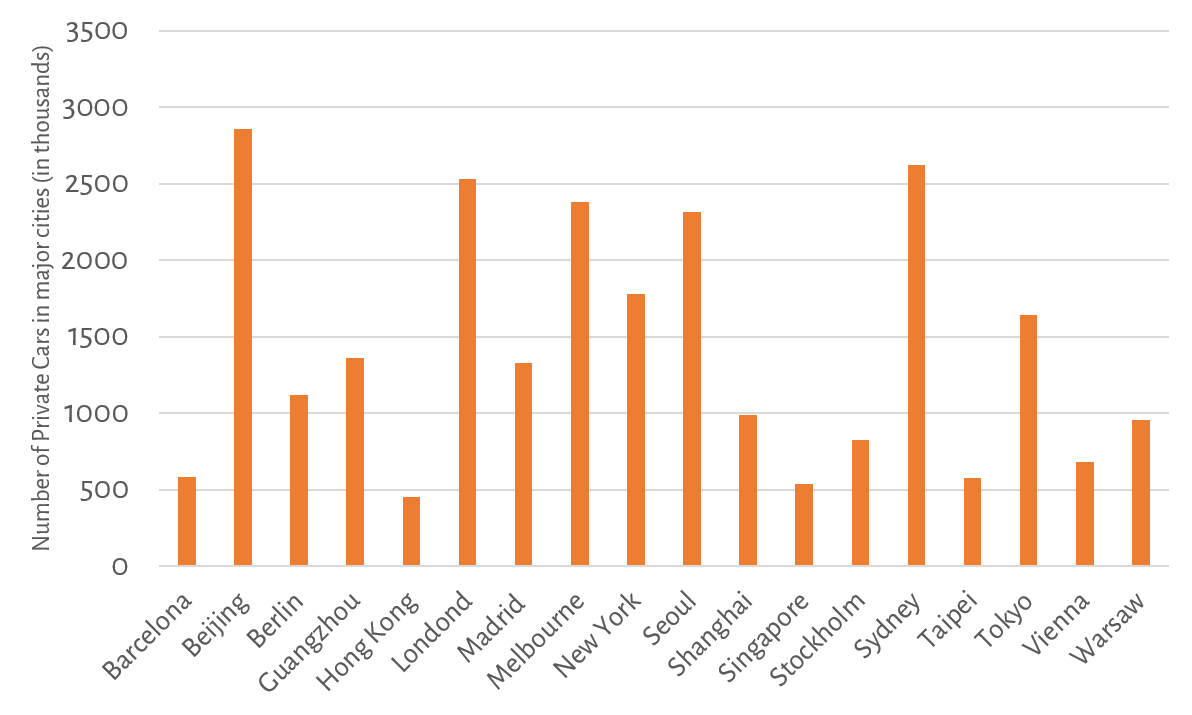 Number of Private Cars in major cities (in thousands)
3500
3000
2500
2000
1500
1000
500
0
Barcelona
Beijing
Berlin
Guangzhou
Hong Kong
Londond
Madrid
Melbourne
New York
Seoul
Shanghai
Singapore
Stockholm
Sydney
Taipei
Tokyo
Vienna
Warsaw